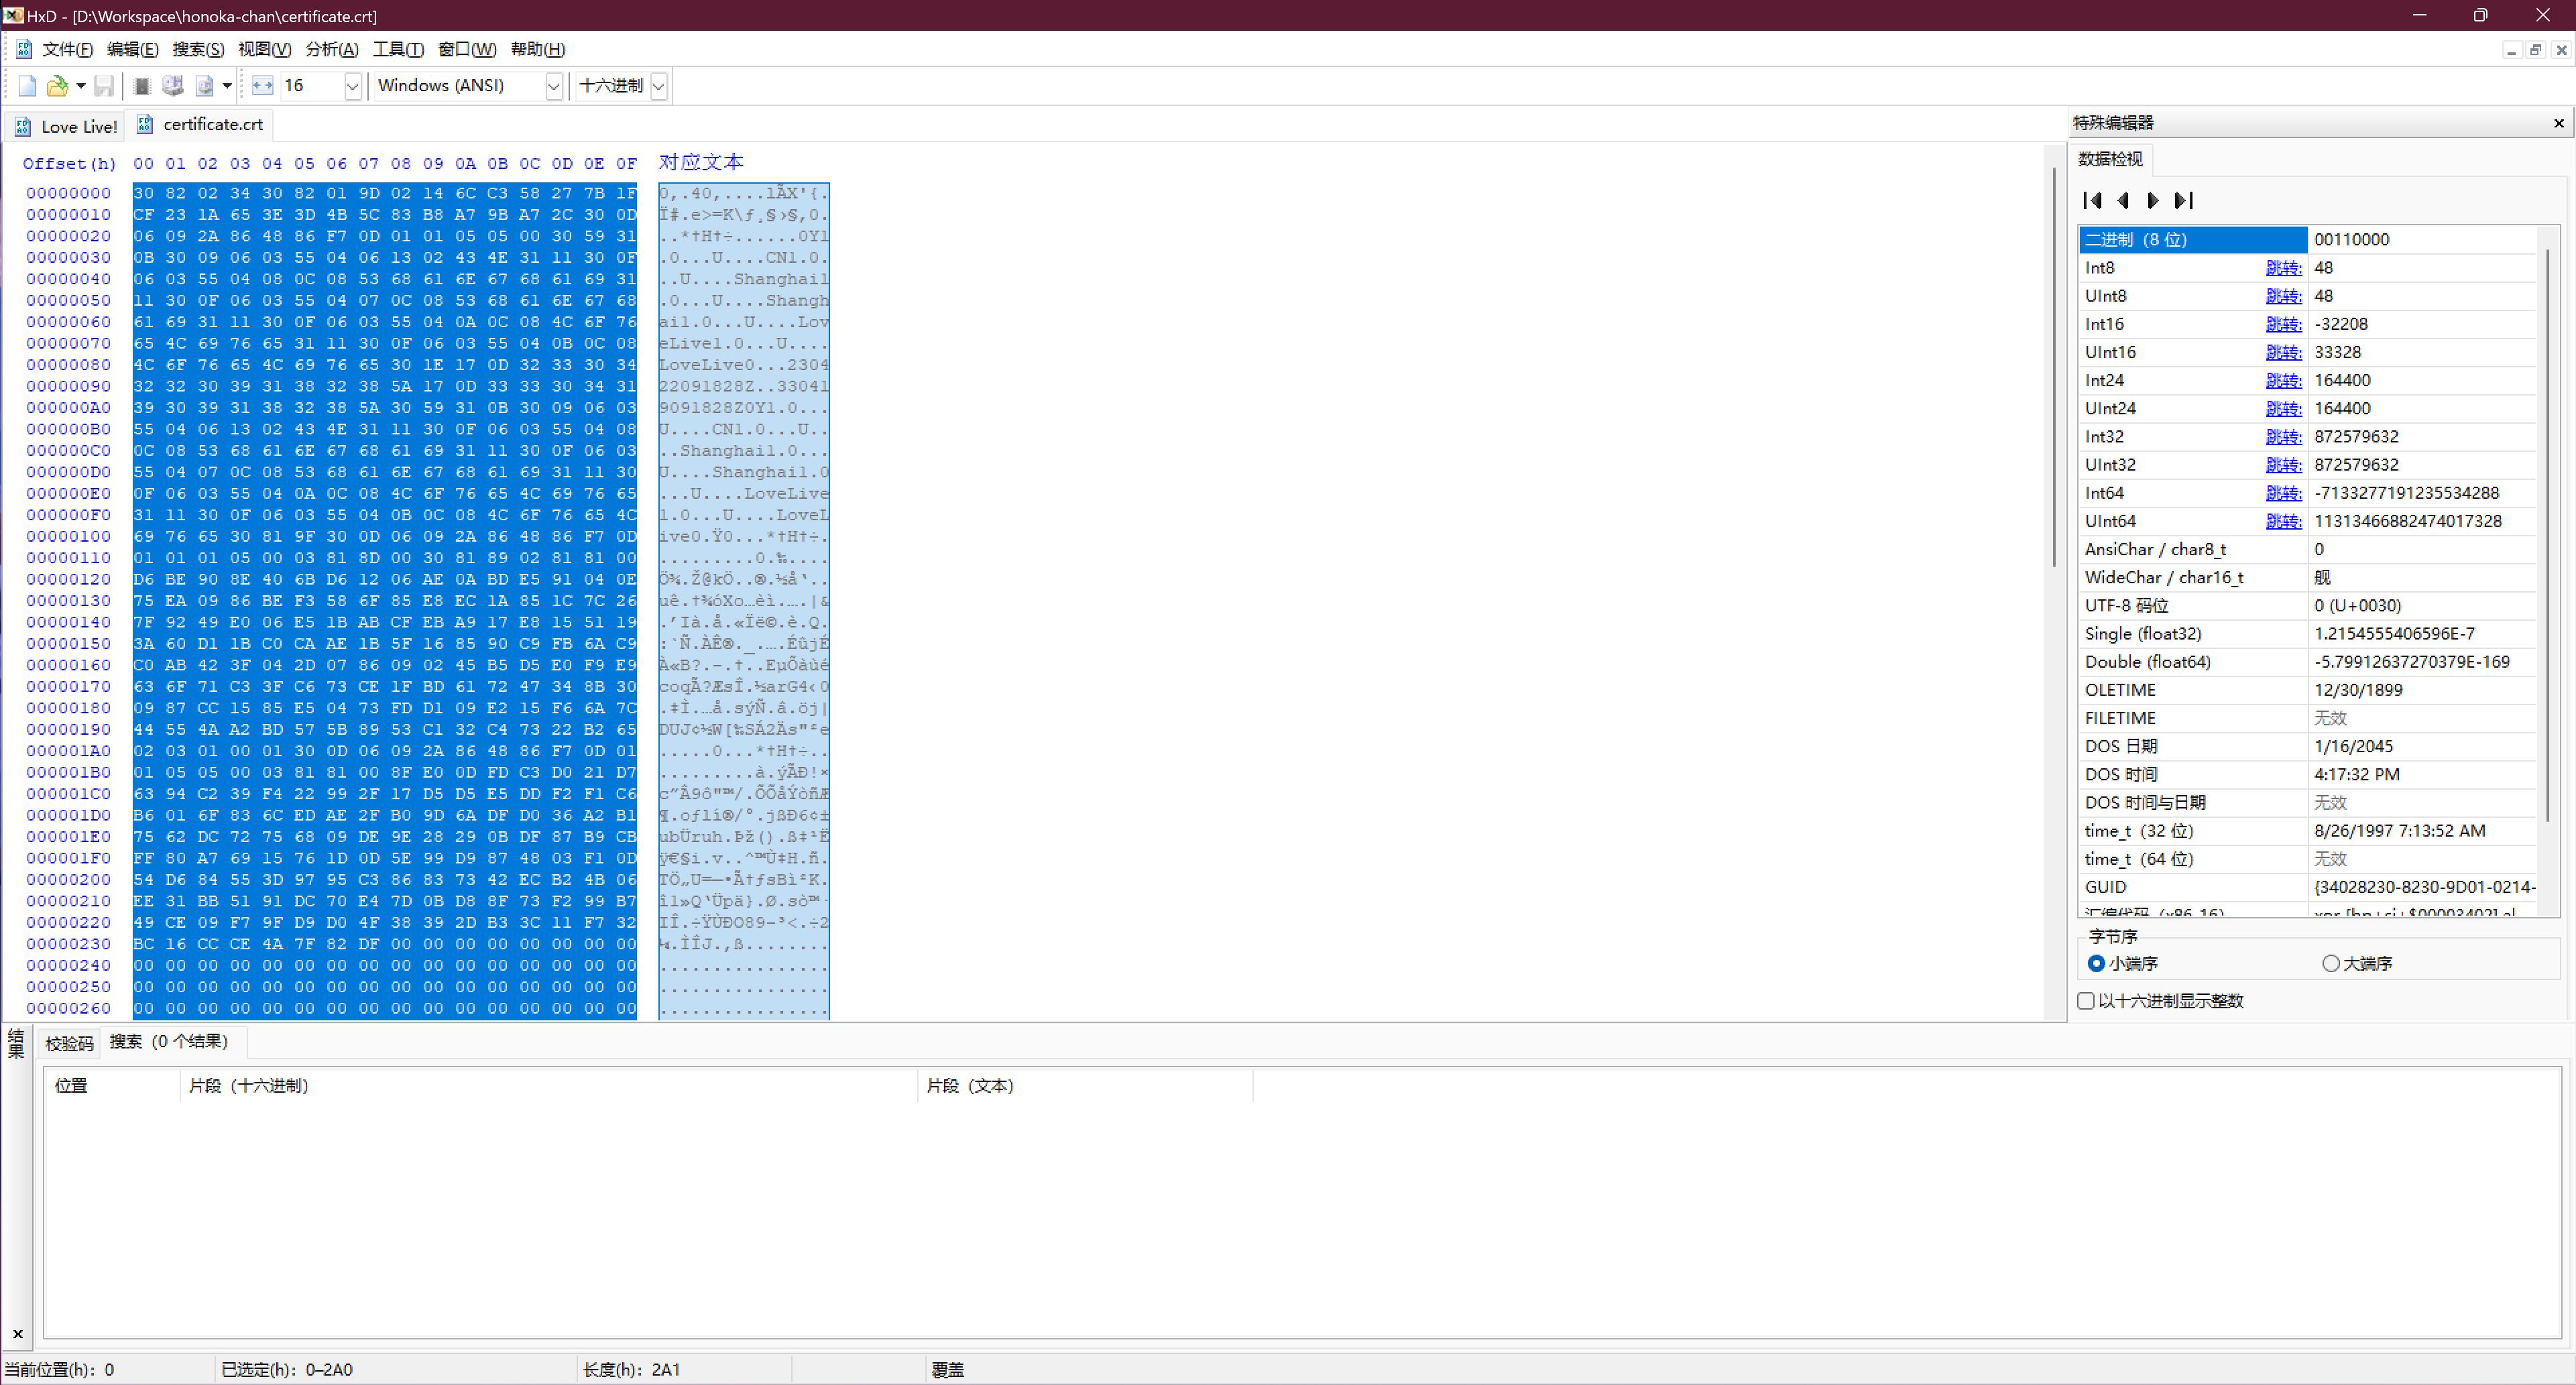 HxD - [D:\Workspace\honoka-chan\certificate.crt]
文件(F) 编辑(E) 搜索(S) 视图(V) 分析(A) 工具(T) 窗口(W) 帮助(H)
16 Windows (ANSI) 十六进制
Love Live! certificate.crt
Offset(h) 00 01 02 03 04 05 06 07 08 09 0A 0B 0C 0D 0E 0F 对应文本
00000000 30 82 02 34 30 82 01 9D 02 14 6C C3 58 27 7B 1F 0‚.40‚....lÃX'{.
00000010 CF 23 1A 65 3E 3D 4B 5C 83 B8 A7 9B A7 2C 30 0D Ï#.e>=K\ƒ¸§›§,0.
00000020 06 09 2A 86 48 86 F7 0D 01 01 05 05 00 30 59 31 ..*†H†÷......0Y1
00000030 0B 30 09 06 03 55 04 06 13 02 43 4E 31 11 30 0F .0...U....CN1.0.
00000040 06 03 55 04 08 0C 08 53 68 61 6E 67 68 61 69 31 ..U....Shanghai1
00000050 11 30 0F 06 03 55 04 07 0C 08 53 68 61 6E 67 68 .0...U....Shangh
00000060 61 69 31 11 30 0F 06 03 55 04 0A 0C 08 4C 6F 76 ai1.0...U....Lov
00000070 65 4C 69 76 65 31 11 30 0F 06 03 55 04 0B 0C 08 eLive1.0...U....
00000080 4C 6F 76 65 4C 69 76 65 30 1E 17 0D 32 33 30 34 LoveLive0...2304
00000090 32 32 30 39 31 38 32 38 5A 17 0D 33 33 30 34 31 22091828Z..33041
000000A0 39 30 39 31 38 32 38 5A 30 59 31 0B 30 09 06 03 9091828Z0Y1.0...
000000B0 55 04 06 13 02 43 4E 31 11 30 0F 06 03 55 04 08 U....CN1.0...U..
000000C0 0C 08 53 68 61 6E 67 68 61 69 31 11 30 0F 06 03 ..Shanghai1.0...
000000D0 55 04 07 0C 08 53 68 61 6E 67 68 61 69 31 11 30 U....Shanghai1.0
000000E0 0F 06 03 55 04 0A 0C 08 4C 6F 76 65 4C 69 76 65 ...U....LoveLive
000000F0 31 11 30 0F 06 03 55 04 0B 0C 08 4C 6F 76 65 4C 1.0...U....LoveL
00000100 69 76 65 30 81 9F 30 0D 06 09 2A 86 48 86 F7 0D ive0.Ÿ0...*†H†÷.
00000110 01 01 01 05 00 03 81 8D 00 30 81 89 02 81 81 00 .........0.‰....
00000120 D6 BE 90 8E 40 6B D6 12 06 AE 0A BD E5 91 04 0E Ö¾.Ž@kÖ..®.½å‘..
00000130 75 EA 09 86 BE F3 58 6F 85 E8 EC 1A 85 1C 7C 26 uê.†¾óXo…èì.….|&
00000140 7F 92 49 E0 06 E5 1B AB CF EB A9 17 E8 15 51 19 .’Ià.å.«Ïë©.è.Q.
00000150 3A 60 D1 1B C0 CA AE 1B 5F 16 85 90 C9 FB 6A C9 :`Ñ.ÀÊ®._.….ÉûjÉ
00000160 C0 AB 42 3F 04 2D 07 86 09 02 45 B5 D5 E0 F9 E9 À«B?.-.†..EµÕàùé
00000170 63 6F 71 C3 3F C6 73 CE 1F BD 61 72 47 34 8B 30 coqÃ?ÆsÎ.½arG4‹0
00000180 09 87 CC 15 85 E5 04 73 FD D1 09 E2 15 F6 6A 7C .‡Ì.…å.sýÑ.â.öj|
00000190 44 55 4A A2 BD 57 5B 89 53 C1 32 C4 73 22 B2 65 DUJ¢½W[‰SÁ2Äs"²e
000001A0 02 03 01 00 01 30 0D 06 09 2A 86 48 86 F7 0D 01 .....0...*†H†÷..
000001B0 01 05 05 00 03 81 81 00 8F E0 0D FD C3 D0 21 D7 .........à.ýÃÐ!×
000001C0 63 94 C2 39 F4 22 99 2F 17 D5 D5 E5 DD F2 F1 C6 c”Â9ô"™/.ÕÕåÝòñÆ
000001D0 B6 01 6F 83 6C ED AE 2F B0 9D 6A DF D0 36 A2 B1 ¶.oƒlí®/°.jßÐ6¢±
000001E0 75 62 DC 72 75 68 09 DE 9E 28 29 0B DF 87 B9 CB ubÜruh.Þž().ß‡¹Ë
000001F0 FF 80 A7 69 15 76 1D 0D 5E 99 D9 87 48 03 F1 0D ÿ€§i.v..^™Ù‡H.ñ.
00000200 54 D6 84 55 3D 97 95 C3 86 83 73 42 EC B2 4B 06 TÖ„U=—•Ã†ƒsBì²K.
00000210 EE 31 BB 51 91 DC 70 E4 7D 0B D8 8F 73 F2 99 B7 î1»Q‘Üpä}.Ø.sò™·
00000220 49 CE 09 F7 9F D9 D0 4F 38 39 2D B3 3C 11 F7 32 IÎ.÷ŸÙÐO89-³<.÷2
00000230 BC 16 CC CE 4A 7F 82 DF 00 00 00 00 00 00 00 00 ¼.ÌÎJ.‚ß........
00000240 00 00 00 00 00 00 00 00 00 00 00 00 00 00 00 00 ................
00000250 00 00 00 00 00 00 00 00 00 00 00 00 00 00 00 00 ................
00000260 00 00 00 00 00 00 00 00 00 00 00 00 00 00 00 00 ................
特殊编辑器
数据检视
二进制（8 位） 00110000
Int8 跳转: 48
UInt8 跳转: 48
Int16 跳转: -32208
UInt16 跳转: 33328
Int24 跳转: 164400
UInt24 跳转: 164400
Int32 跳转: 872579632
UInt32 跳转: 872579632
Int64 跳转: -7133277191235534288
UInt64 跳转: 11313466882474017328
AnsiChar / char8_t 0
WideChar / char16_t 舰
UTF-8 码位 0 (U+0030)
Single (float32) 1.2154555406596E-7
Double (float64) -5.79912637270379E-169
OLETIME 12/30/1899
FILETIME 无效
DOS 日期 1/16/2045
DOS 时间 4:17:32 PM
DOS 时间与日期 无效
time_t（32 位） 8/26/1997 7:13:52 AM
time_t（64 位） 无效
GUID {34028230-8230-9D01-0214-
汇编代码（x86-16） xor [bp+si+$00003402],al
字节序
小端序 大端序
以十六进制显示整数
结果
校验码 搜索（0 个结果）
位置 片段（十六进制） 片段（文本）
当前位置(h): 0 已选定(h): 0–2A0 长度(h): 2A1 覆盖